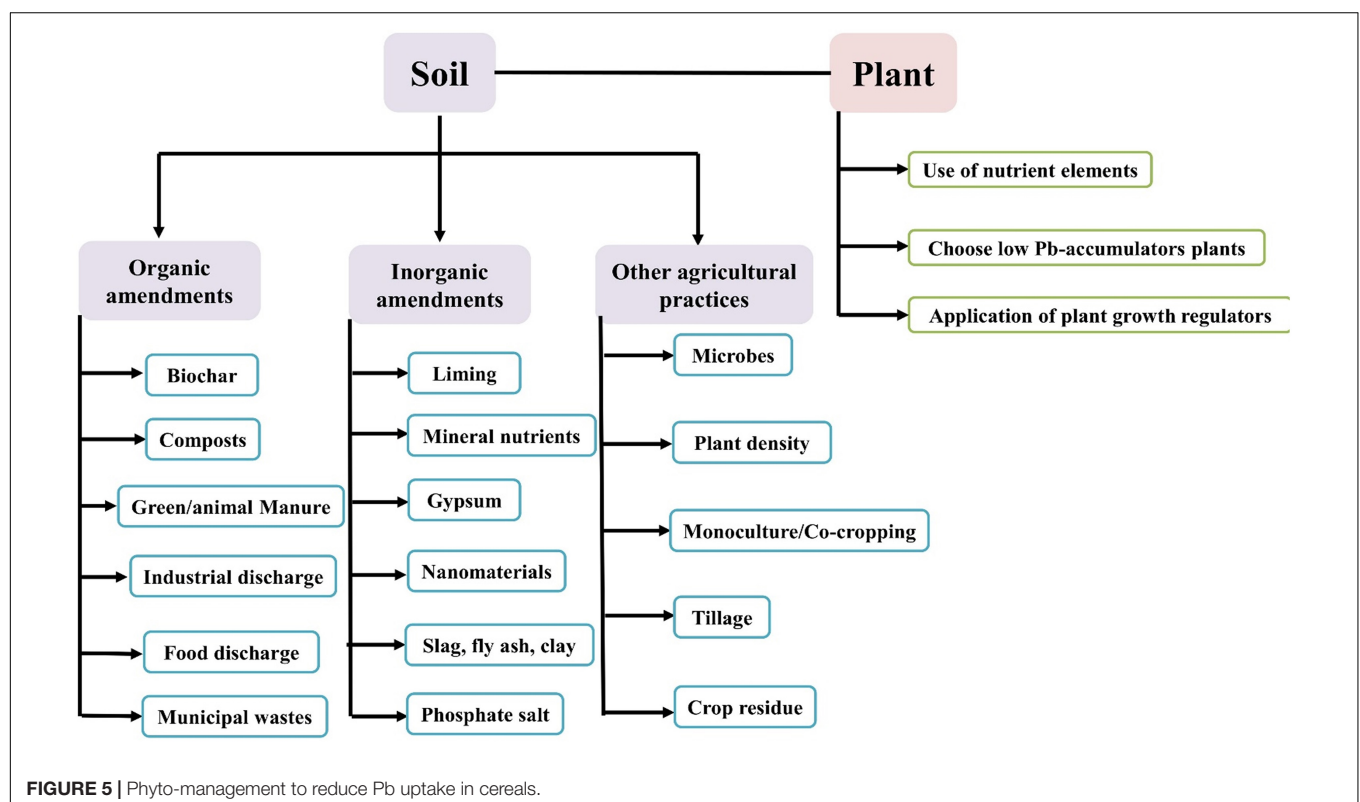 Soil
Plant
Use of nutrient elements
Choose low Pb-accumulators plants
Application of plant growth regulators
Organic
amendments
Biochar
Composts
Green/animal Manure
Industrial discharge
Food discharge
Municipal wastes
Inorganic
amendments
Liming
Mineral nutrients
Gypsum
Nanomaterials
Slag, fly ash, clay
Phosphate salt
Other agricultural
practices
Microbes
Plant density
Monoculture/Co-cropping
Tillage
Crop residue
FIGURE 5 | Phyto-management to reduce Pb uptake in cereals.